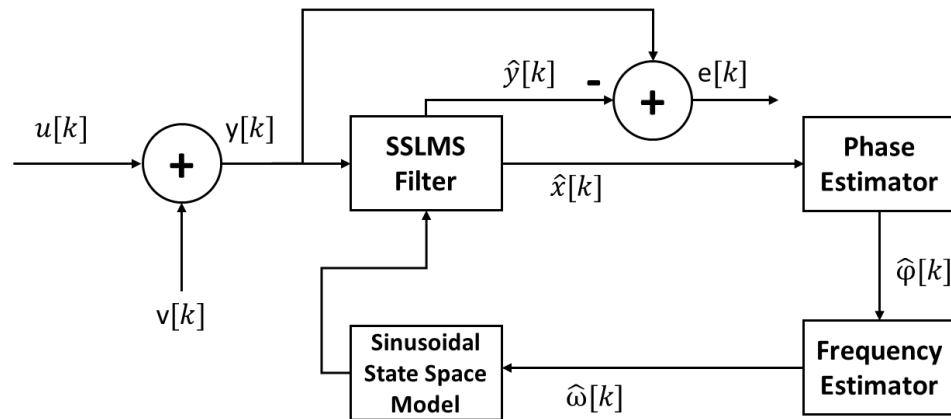 u[k]
+
y[k]
v[k]
ŷ[k]
-
+
e[k]
SSLMS
Filter
x̂[k]
Phase
Estimator
φ̂[k]
Frequency
Estimator
ω̂[k]
Sinusoidal
State Space
Model